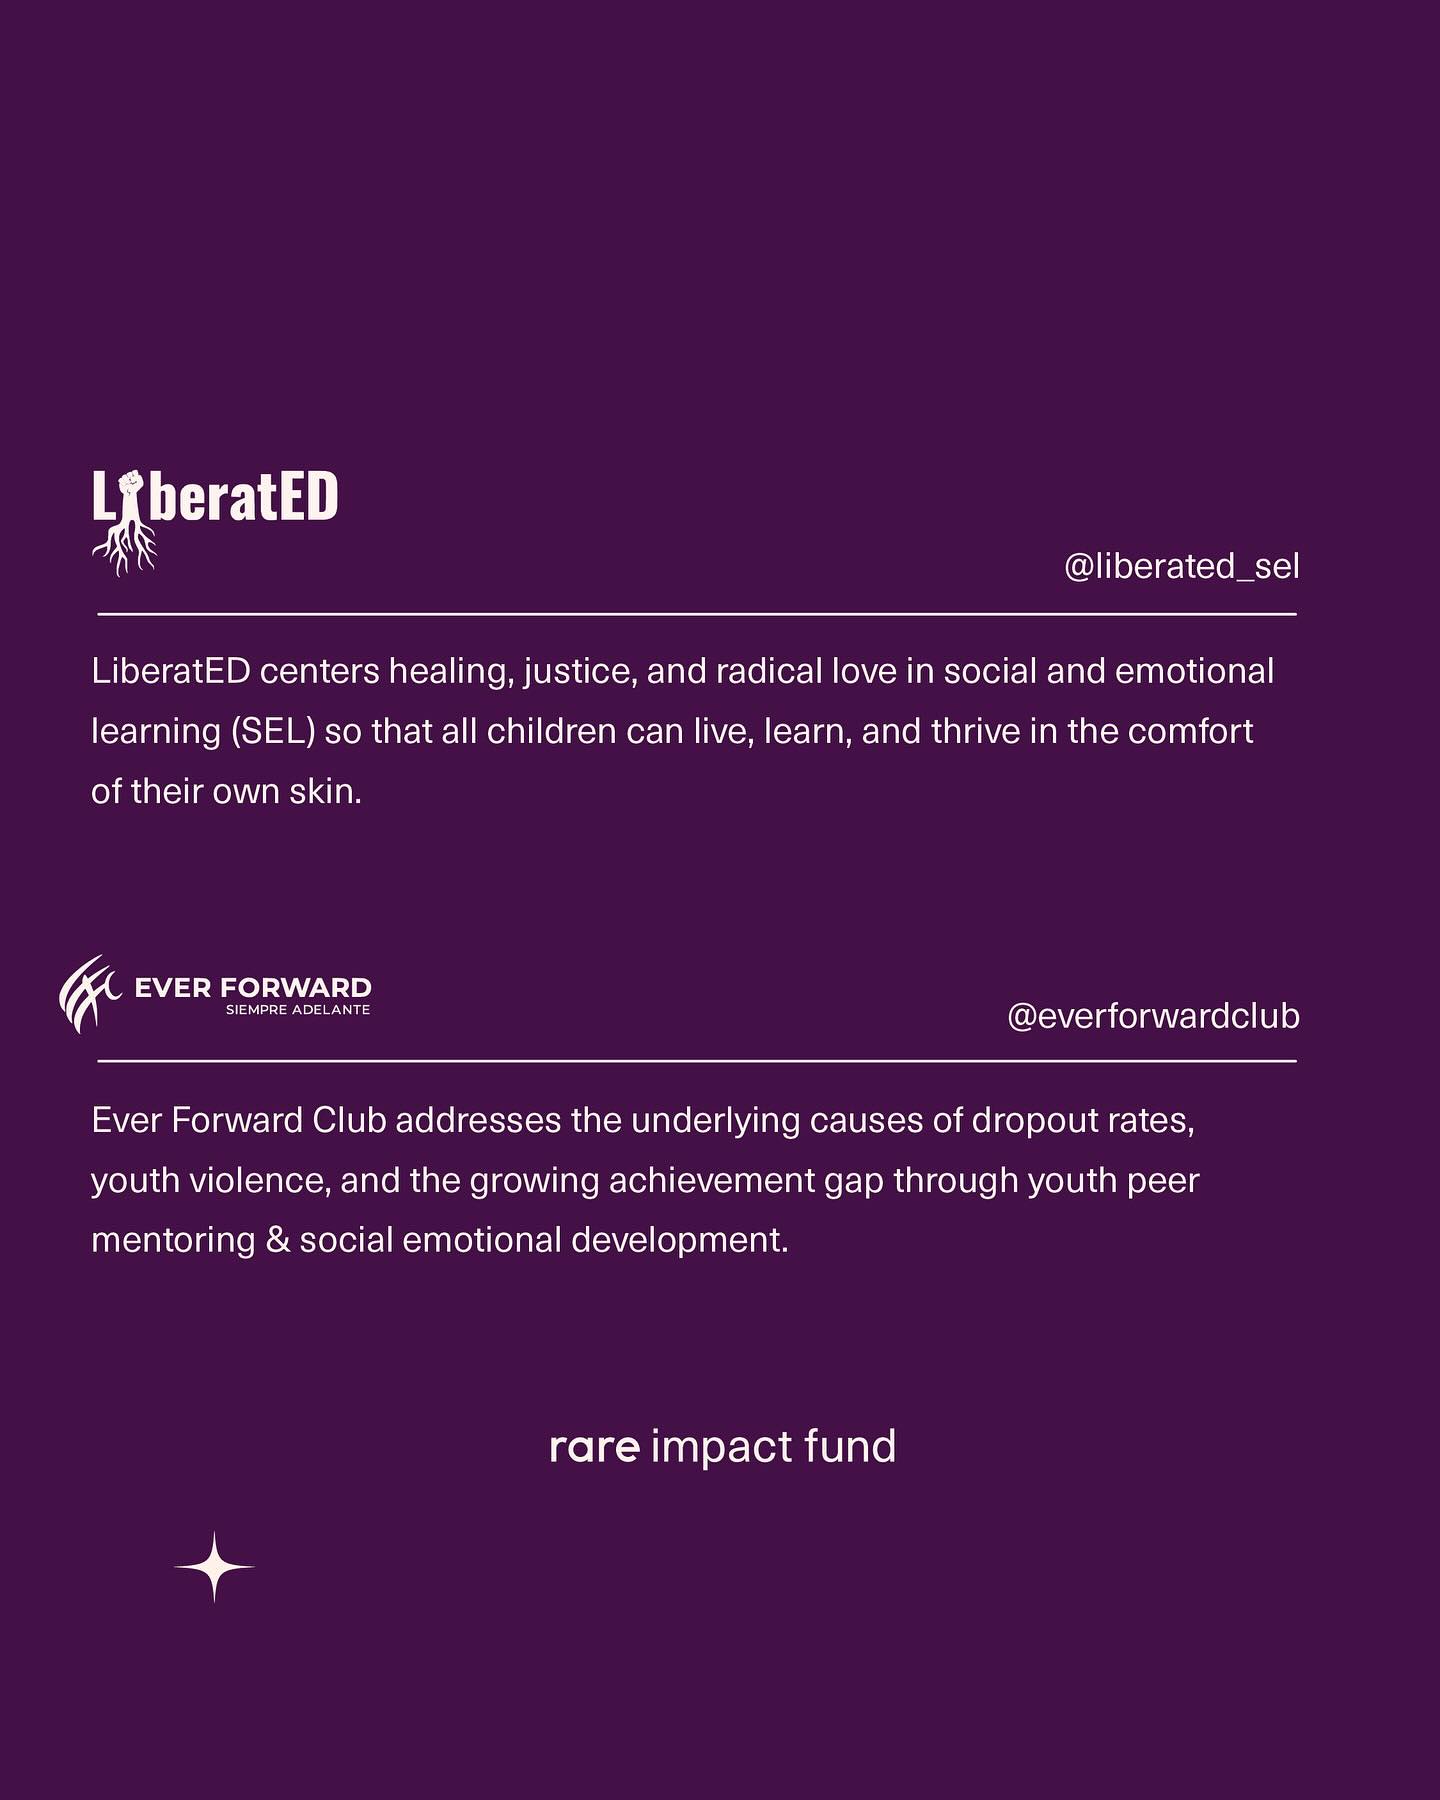 LiberatED
@liberated_sel
LiberatED centers healing, justice, and radical love in social and emotional
learning (SEL) so that all children can live, learn, and thrive in the comfort
of their own skin.
EVER FORWARD
SIEMPRE ADELANTE
@everforwardclub
Ever Forward Club addresses the underlying causes of dropout rates,
youth violence, and the growing achievement gap through youth peer
mentoring & social emotional development.
rare impact fund